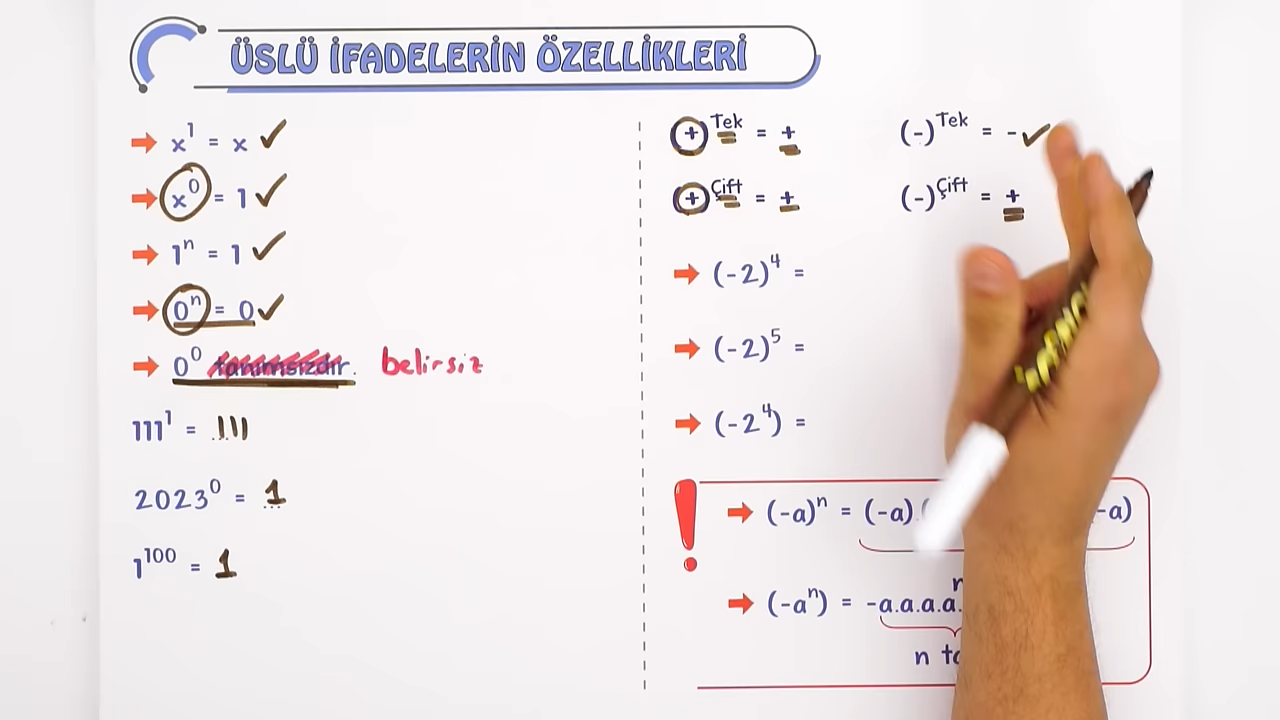 ÜSLÜ İFADELERİN ÖZELLİKLERİ
x¹ = x ✓
x⁰ = 1 ✓
1ⁿ = 1 ✓
0ⁿ = 0 ✓
0⁰ tanımsızdır. belirsiz
111¹ = 111
2023⁰ = 1
1¹⁰⁰ = 1
(+)ᵀᵉᵏ = +
(-)ᵀᵉᵏ = - ✓
(+)Çift = +
(-)Çift = +
(-2)⁴ =
(-2)⁵ =
(-2⁴) =
(-a)ⁿ = (-a).( -a)
(-aⁿ) = -a.a.a.a.
n